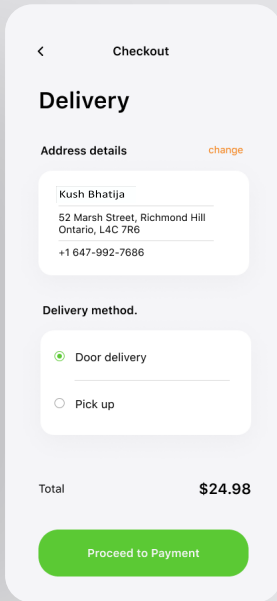 Checkout
Delivery
Address details change
Kush Bhatija
52 Marsh Street, Richmond Hill
Ontario, L4C 7R6
+1 647-992-7686
Delivery method.
Door delivery
Pick up
Total $24.98
Proceed to Payment